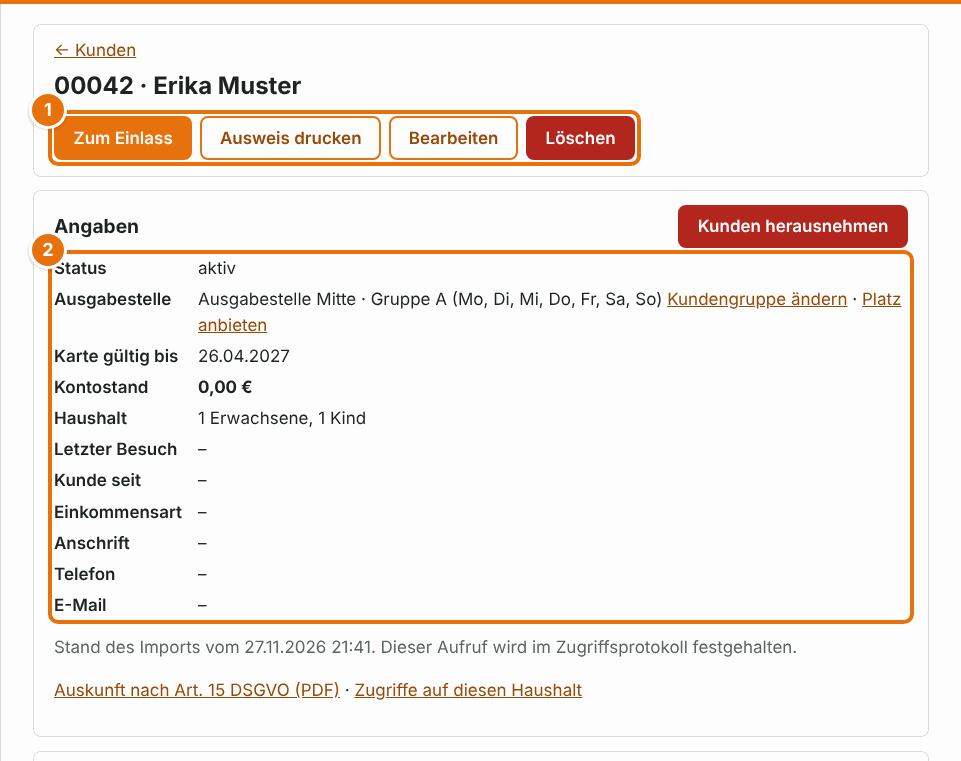 ← Kunden
00042 · Erika Muster
1
Zum Einlass Ausweis drucken Bearbeiten Löschen
Angaben Kunden herausnehmen
2
Status aktiv
Ausgabestelle Ausgabestelle Mitte · Gruppe A (Mo, Di, Mi, Do, Fr, Sa, So) Kundengruppe ändern · Platz
anbieten
Karte gültig bis 26.04.2027
Kontostand 0,00 €
Haushalt 1 Erwachsene, 1 Kind
Letzter Besuch –
Kunde seit –
Einkommensart –
Anschrift –
Telefon –
E-Mail –
Stand des Imports vom 27.11.2026 21:41. Dieser Aufruf wird im Zugriffsprotokoll festgehalten.
Auskunft nach Art. 15 DSGVO (PDF) · Zugriffe auf diesen Haushalt